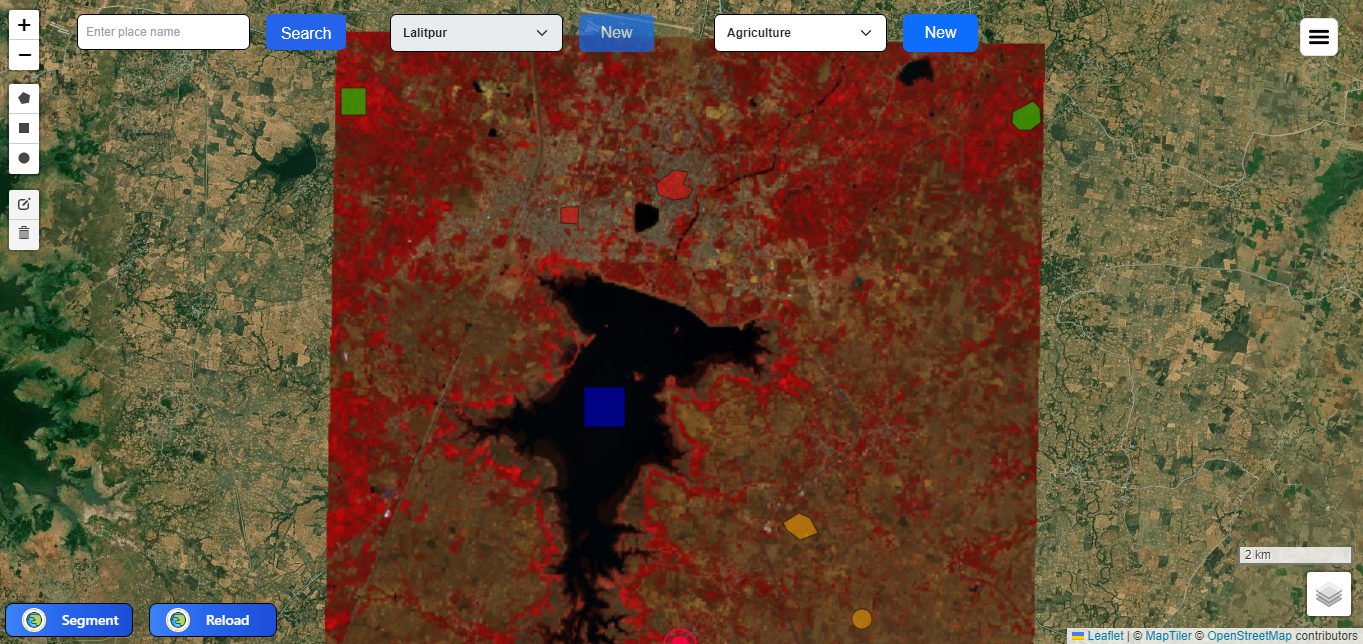 +
Enter place name
Search
Lalitpur
New
Agriculture
New
−
2 km
Segment
Reload
Leaflet | © MapTiler © OpenStreetMap contributors